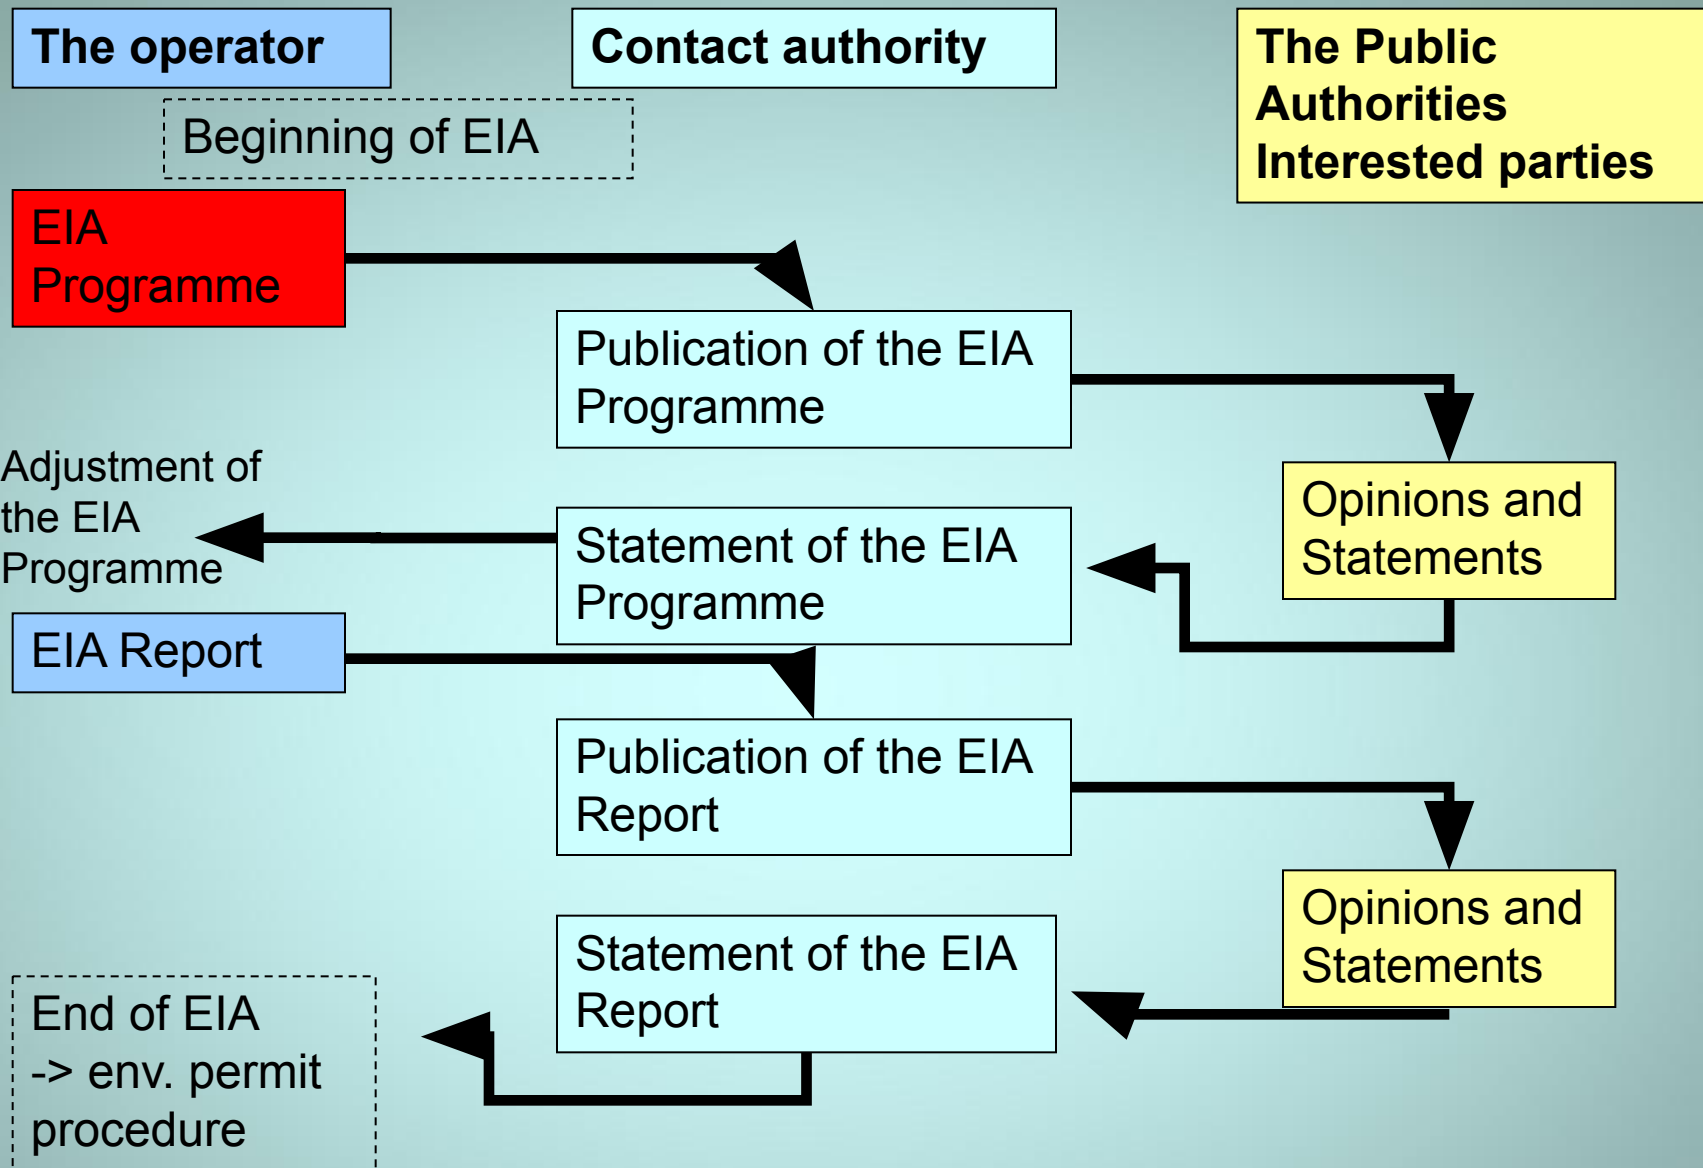 The operator
Contact authority
The Public
Authorities
Interested parties
Beginning of EIA
EIA
Programme
Publication of the EIA
Programme
Opinions and
Statements
Adjustment of
the EIA
Programme
Statement of the EIA
Programme
EIA Report
Publication of the EIA
Report
Opinions and
Statements
Statement of the EIA
Report
End of EIA
-> env. permit
procedure